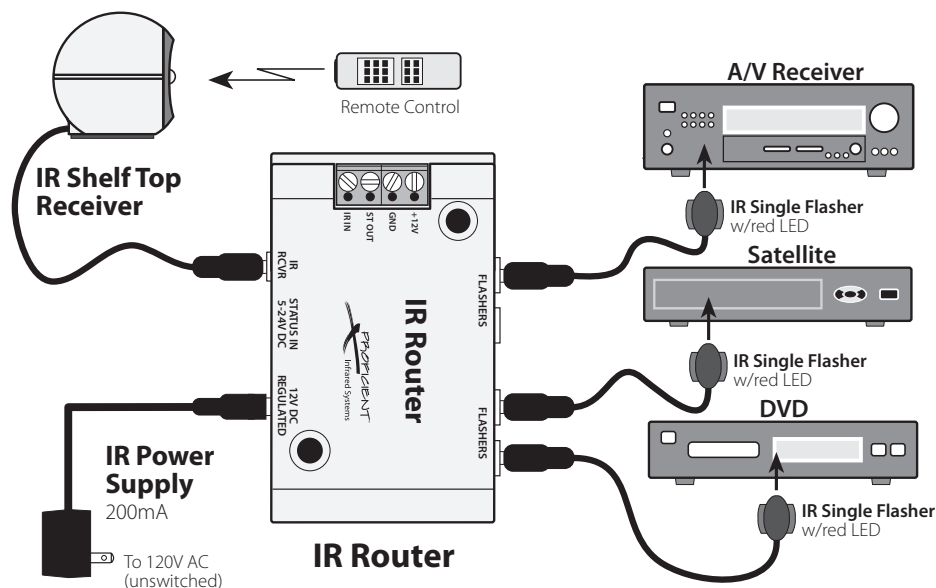 A/V Receiver
Remote Control
IR Shelf Top
Receiver
IR IN
ST OUT
GND
+12V
IR
RCVR
STATUS IN
5-24V DC
12V DC
REGULATED
IR Router
PROFICIENT
Infrared Systems
FLASHERS
FLASHERS
IR Single Flasher
w/red LED
Satellite
IR Single Flasher
w/red LED
DVD
IR Single Flasher
w/red LED
IR Power
Supply
200mA
To 120V AC
(unswitched)
IR Router